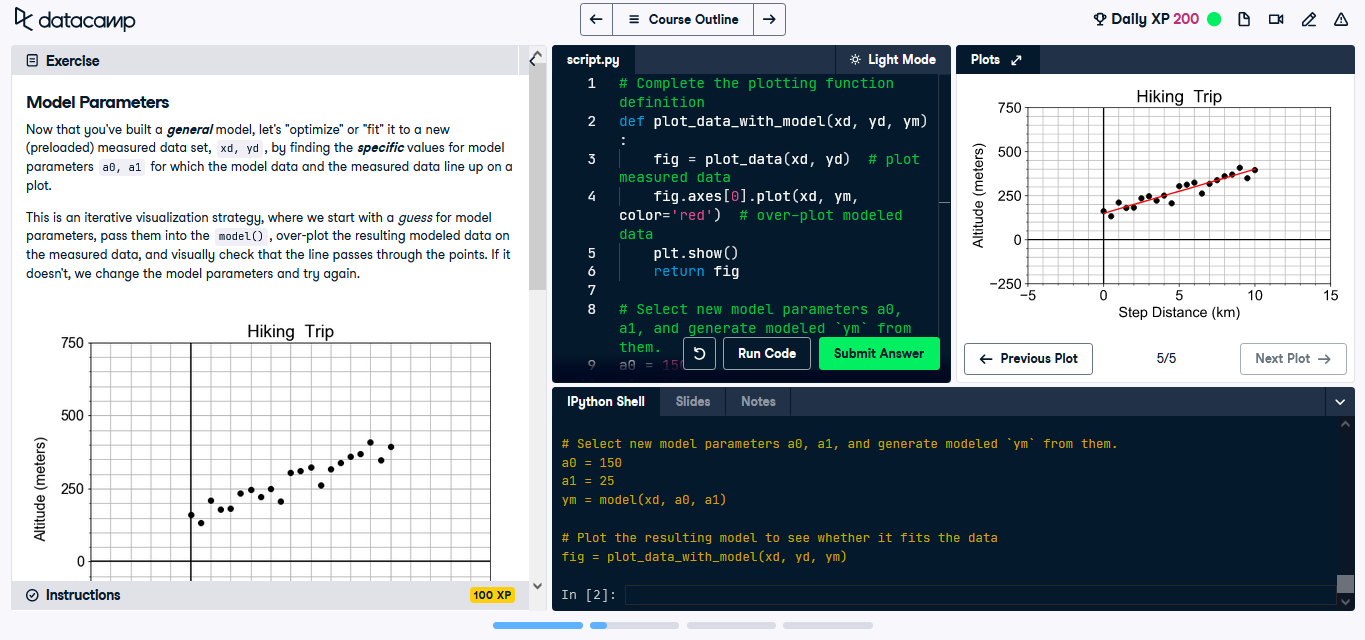 datacamp
Course Outline
Daily XP 200
Exercise
Model Parameters
Now that you've built a general model, let's "optimize" or "fit" it to a new
(preloaded) measured data set, xd, yd , by finding the specific values for model
parameters a0, a1 for which the model data and the measured data line up on a
plot.
This is an iterative visualization strategy, where we start with a guess for model
parameters, pass them into the model() , over-plot the resulting modeled data on
the measured data, and visually check that the line passes through the points. If it
doesn't, we change the model parameters and try again.
Hiking Trip
750
500
250
0
Altitude (meters)
Instructions
100 XP
script.py
Light Mode
1 # Complete the plotting function
definition
2 def plot_data_with_model(xd, yd, ym)
:
3 fig = plot_data(xd, yd) # plot
measured data
4 fig.axes[0].plot(xd, ym,
color='red') # over-plot modeled
data
5 plt.show()
6 return fig
7
8 # Select new model parameters a0,
a1, and generate modeled `ym` from
them.
9 a0 = 150
Run Code
Submit Answer
Plots
Hiking Trip
750
500
250
0
−250
Altitude (meters)
−5 0 5 10 15
Step Distance (km)
Previous Plot
5/5
Next Plot
IPython Shell
Slides
Notes
# Select new model parameters a0, a1, and generate modeled `ym` from them.
a0 = 150
a1 = 25
ym = model(xd, a0, a1)
# Plot the resulting model to see whether it fits the data
fig = plot_data_with_model(xd, yd, ym)
In [2]: